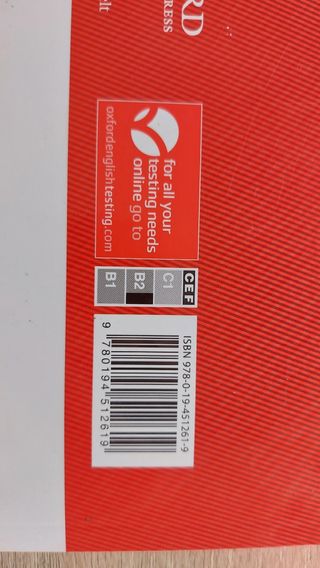 RD
RESS
elt
for all your
testing needs
online go to
oxfordenglishtesting.com
CEF
C1
B2
B1
ISBN 978-0-19-451261-9
9 780194 512619